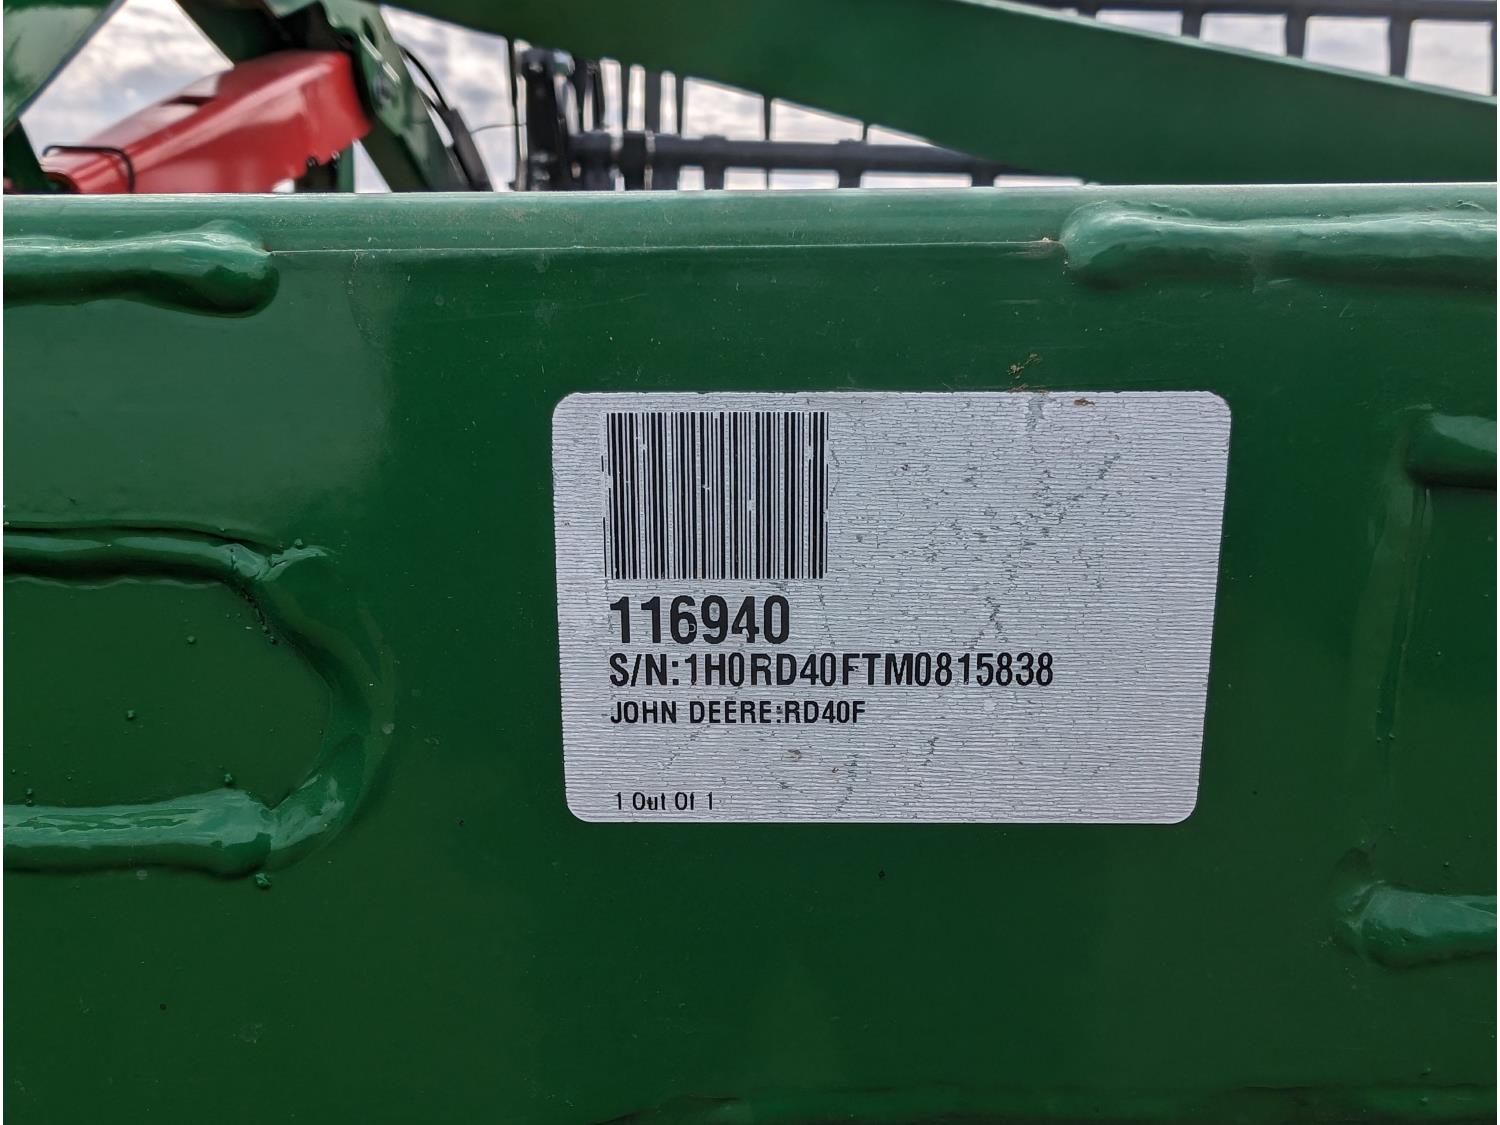 116940
S/N:1H0RD40FTM0815838
JOHN DEERE:RD40F
1 Out Of 1